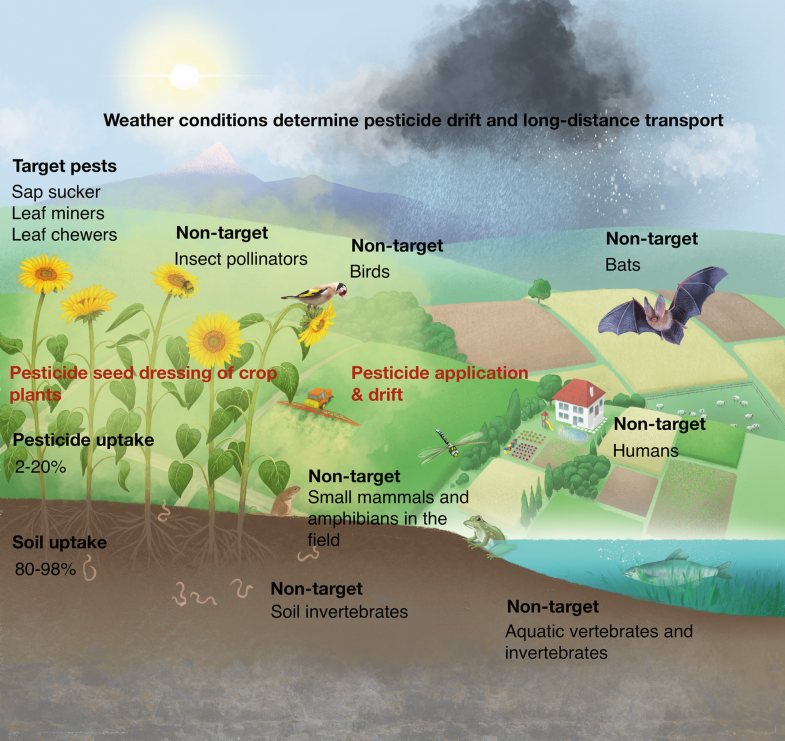 Weather conditions determine pesticide drift and long-distance transport
Target pests
Sap sucker
Leaf miners
Leaf chewers
Non-target
Insect pollinators
Non-target
Birds
Non-target
Bats
Pesticide seed dressing of crop
plants
Pesticide application
& drift
Pesticide uptake
2-20%
Non-target
Humans
Non-target
Small mammals and
amphibians in the
field
Soil uptake
80-98%
Non-target
Soil invertebrates
Non-target
Aquatic vertebrates and
invertebrates